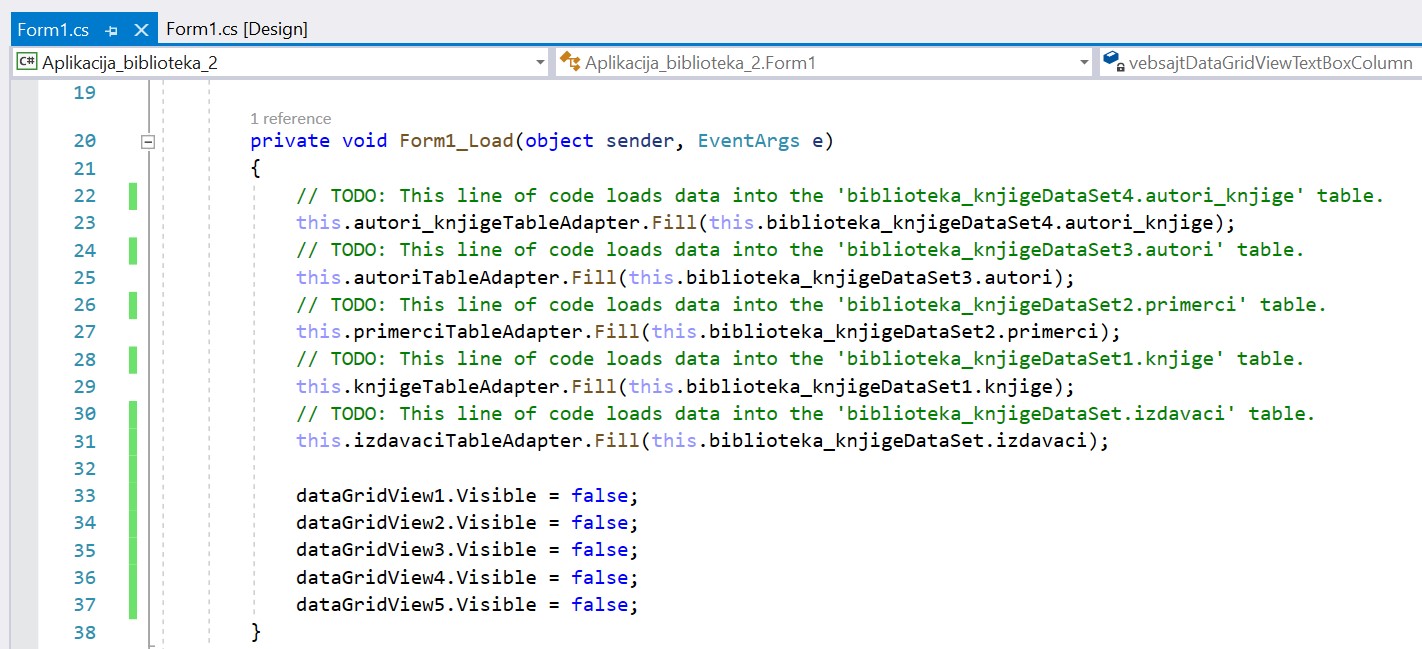 Form1.cs Form1.cs [Design]
C# Aplikacija_biblioteka_2 Aplikacija_biblioteka_2.Form1 vebsajtDataGridViewTextBoxColumn
19
1 reference
20 private void Form1_Load(object sender, EventArgs e)
21 {
22 // TODO: This line of code loads data into the 'biblioteka_knjigeDataSet4.autori_knjige' table.
23 this.autori_knjigeTableAdapter.Fill(this.biblioteka_knjigeDataSet4.autori_knjige);
24 // TODO: This line of code loads data into the 'biblioteka_knjigeDataSet3.autori' table.
25 this.autoriTableAdapter.Fill(this.biblioteka_knjigeDataSet3.autori);
26 // TODO: This line of code loads data into the 'biblioteka_knjigeDataSet2.primerci' table.
27 this.primerciTableAdapter.Fill(this.biblioteka_knjigeDataSet2.primerci);
28 // TODO: This line of code loads data into the 'biblioteka_knjigeDataSet1.knjige' table.
29 this.knjigeTableAdapter.Fill(this.biblioteka_knjigeDataSet1.knjige);
30 // TODO: This line of code loads data into the 'biblioteka_knjigeDataSet.izdavaci' table.
31 this.izdavaciTableAdapter.Fill(this.biblioteka_knjigeDataSet.izdavaci);
32
33 dataGridView1.Visible = false;
34 dataGridView2.Visible = false;
35 dataGridView3.Visible = false;
36 dataGridView4.Visible = false;
37 dataGridView5.Visible = false;
38 }